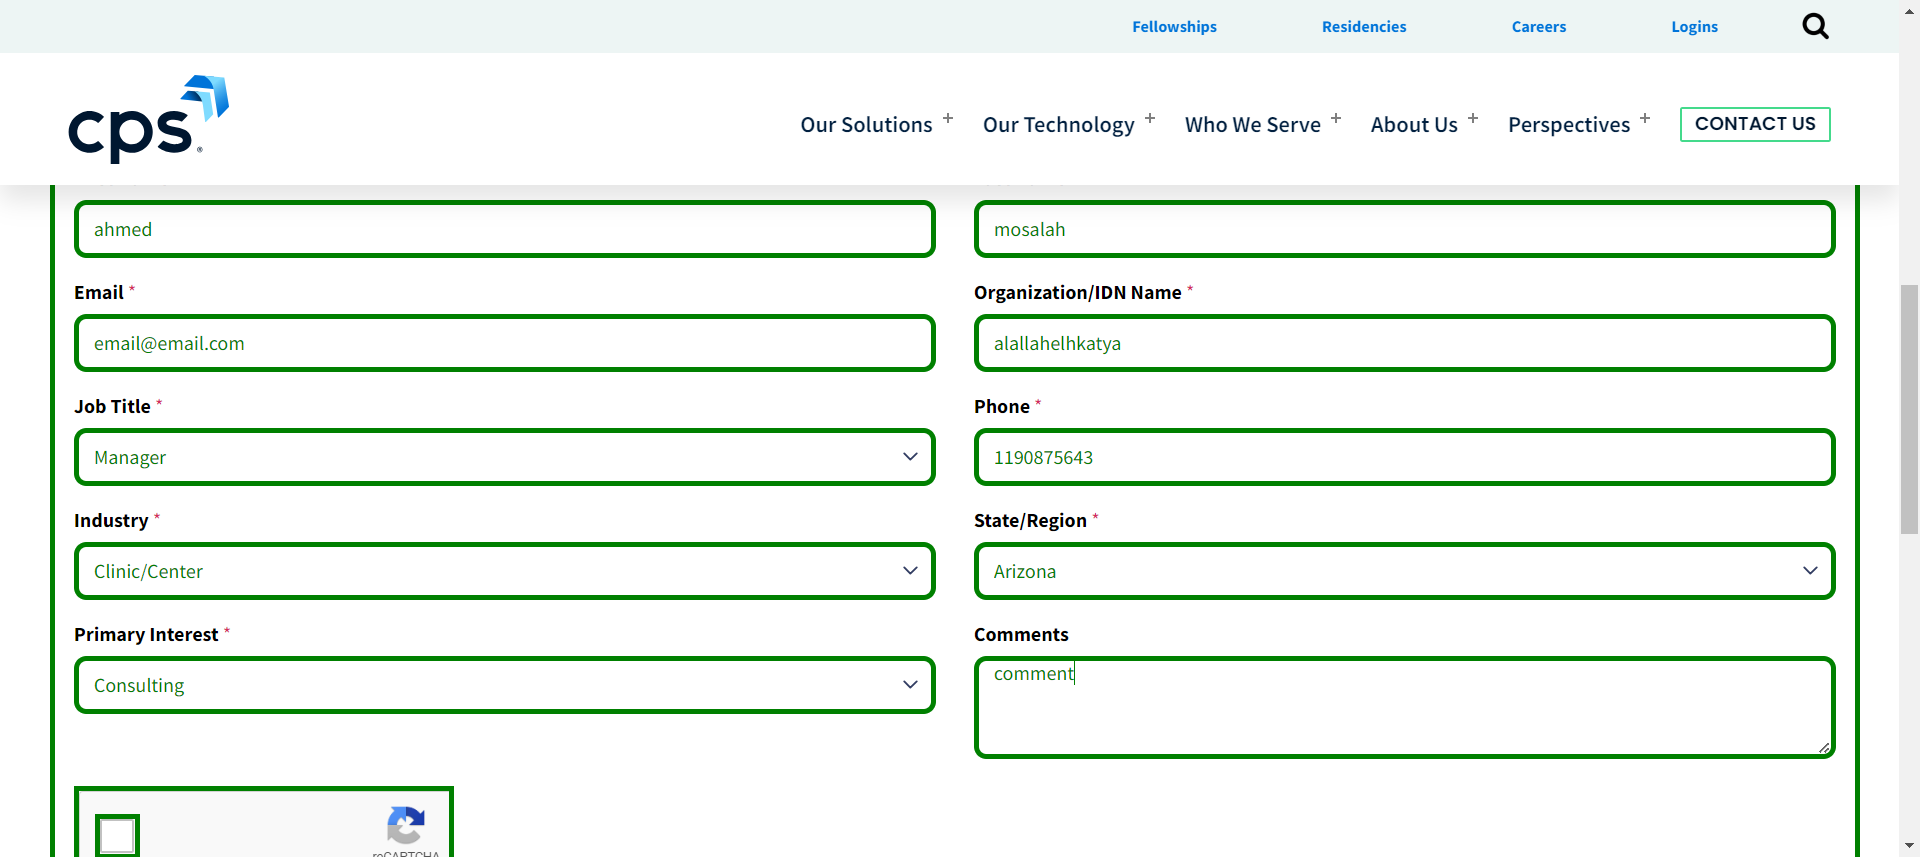 Fellowships Residencies Careers Logins
cps®
Our Solutions + Our Technology + Who We Serve + About Us + Perspectives + CONTACT US
ahmed mosalah
Email * Organization/IDN Name *
email@email.com alallahelhkatya
Job Title * Phone *
Manager 1190875643
Industry * State/Region *
Clinic/Center Arizona
Primary Interest * Comments
Consulting comment
reCAPTCHA